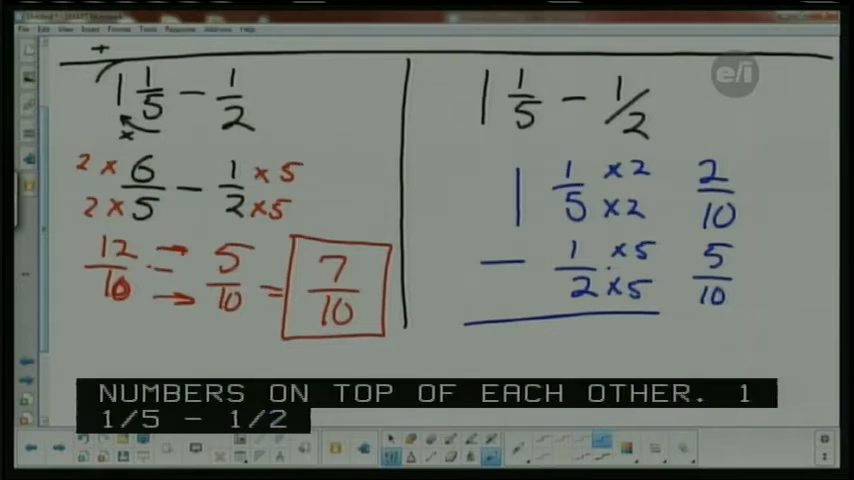 e/i
1 1/5 - 1/2
2 × 6/5 - 1/2 × 5
2 × × 5
12/10 - 5/10 = 7/10
1 1/5 - 1/2
1 1/5 ×2 ×2 2/10
- 1/2 ×5 ×5 5/10
NUMBERS ON TOP OF EACH OTHER. 1
1/5 - 1/2